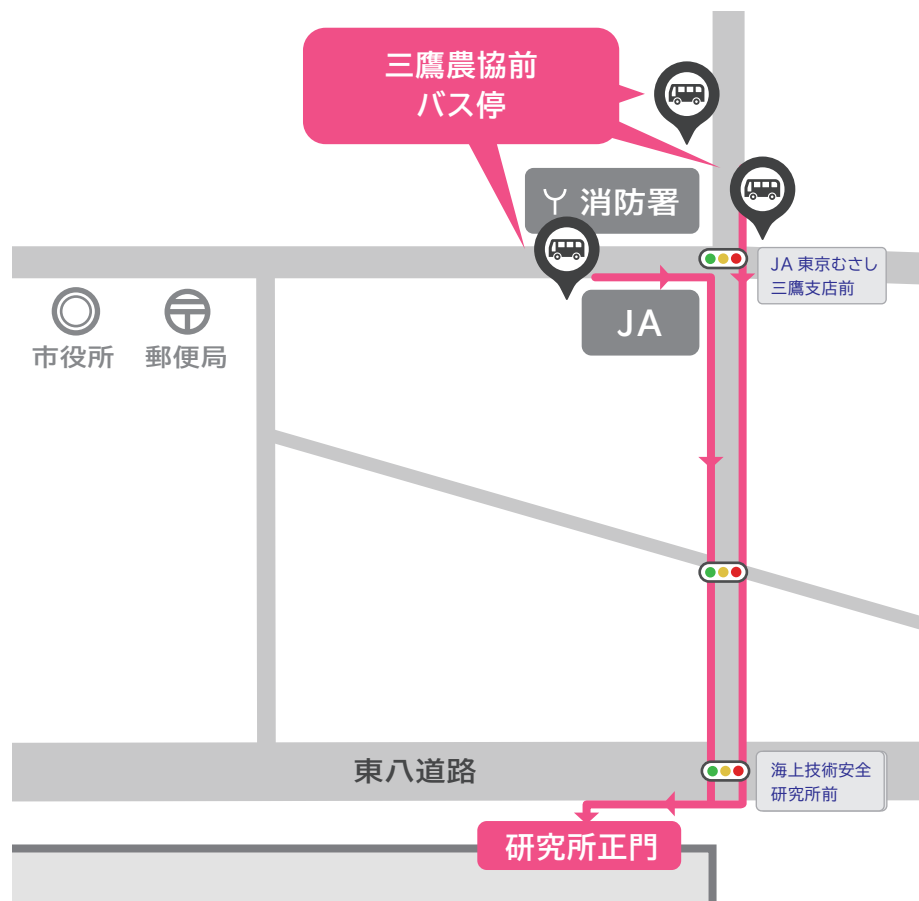 三鷹農協前
バス停
消防署
JA 東京むさし
三鷹支店前
JA
市役所
郵便局
東八道路
海上技術安全
研究所前
研究所正門